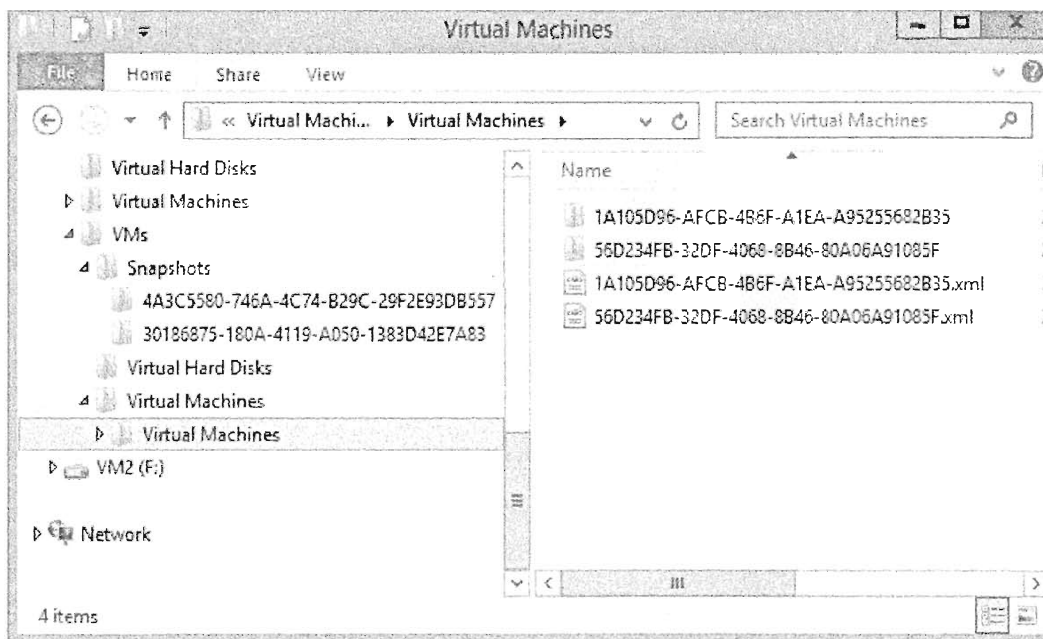 Virtual Machines
File Home Share View
« Virtual Machi... Virtual Machines
Search Virtual Machines
Virtual Hard Disks
Virtual Machines
VMs
Snapshots
4A3C5580-746A-4C74-B29C-29F2E93DB557
30186875-180A-4119-A050-1383D42E7A83
Virtual Hard Disks
Virtual Machines
Virtual Machines
VM2 (F:)
Network
Name
1A105D96-AFCB-4B6F-A1EA-A95255682B35
56D234FB-32DF-4068-8B46-80A06A91085F
1A105D96-AFCB-4B6F-A1EA-A95255682B35.xml
56D234FB-32DF-4068-8B46-80A06A91085F.xml
4 items